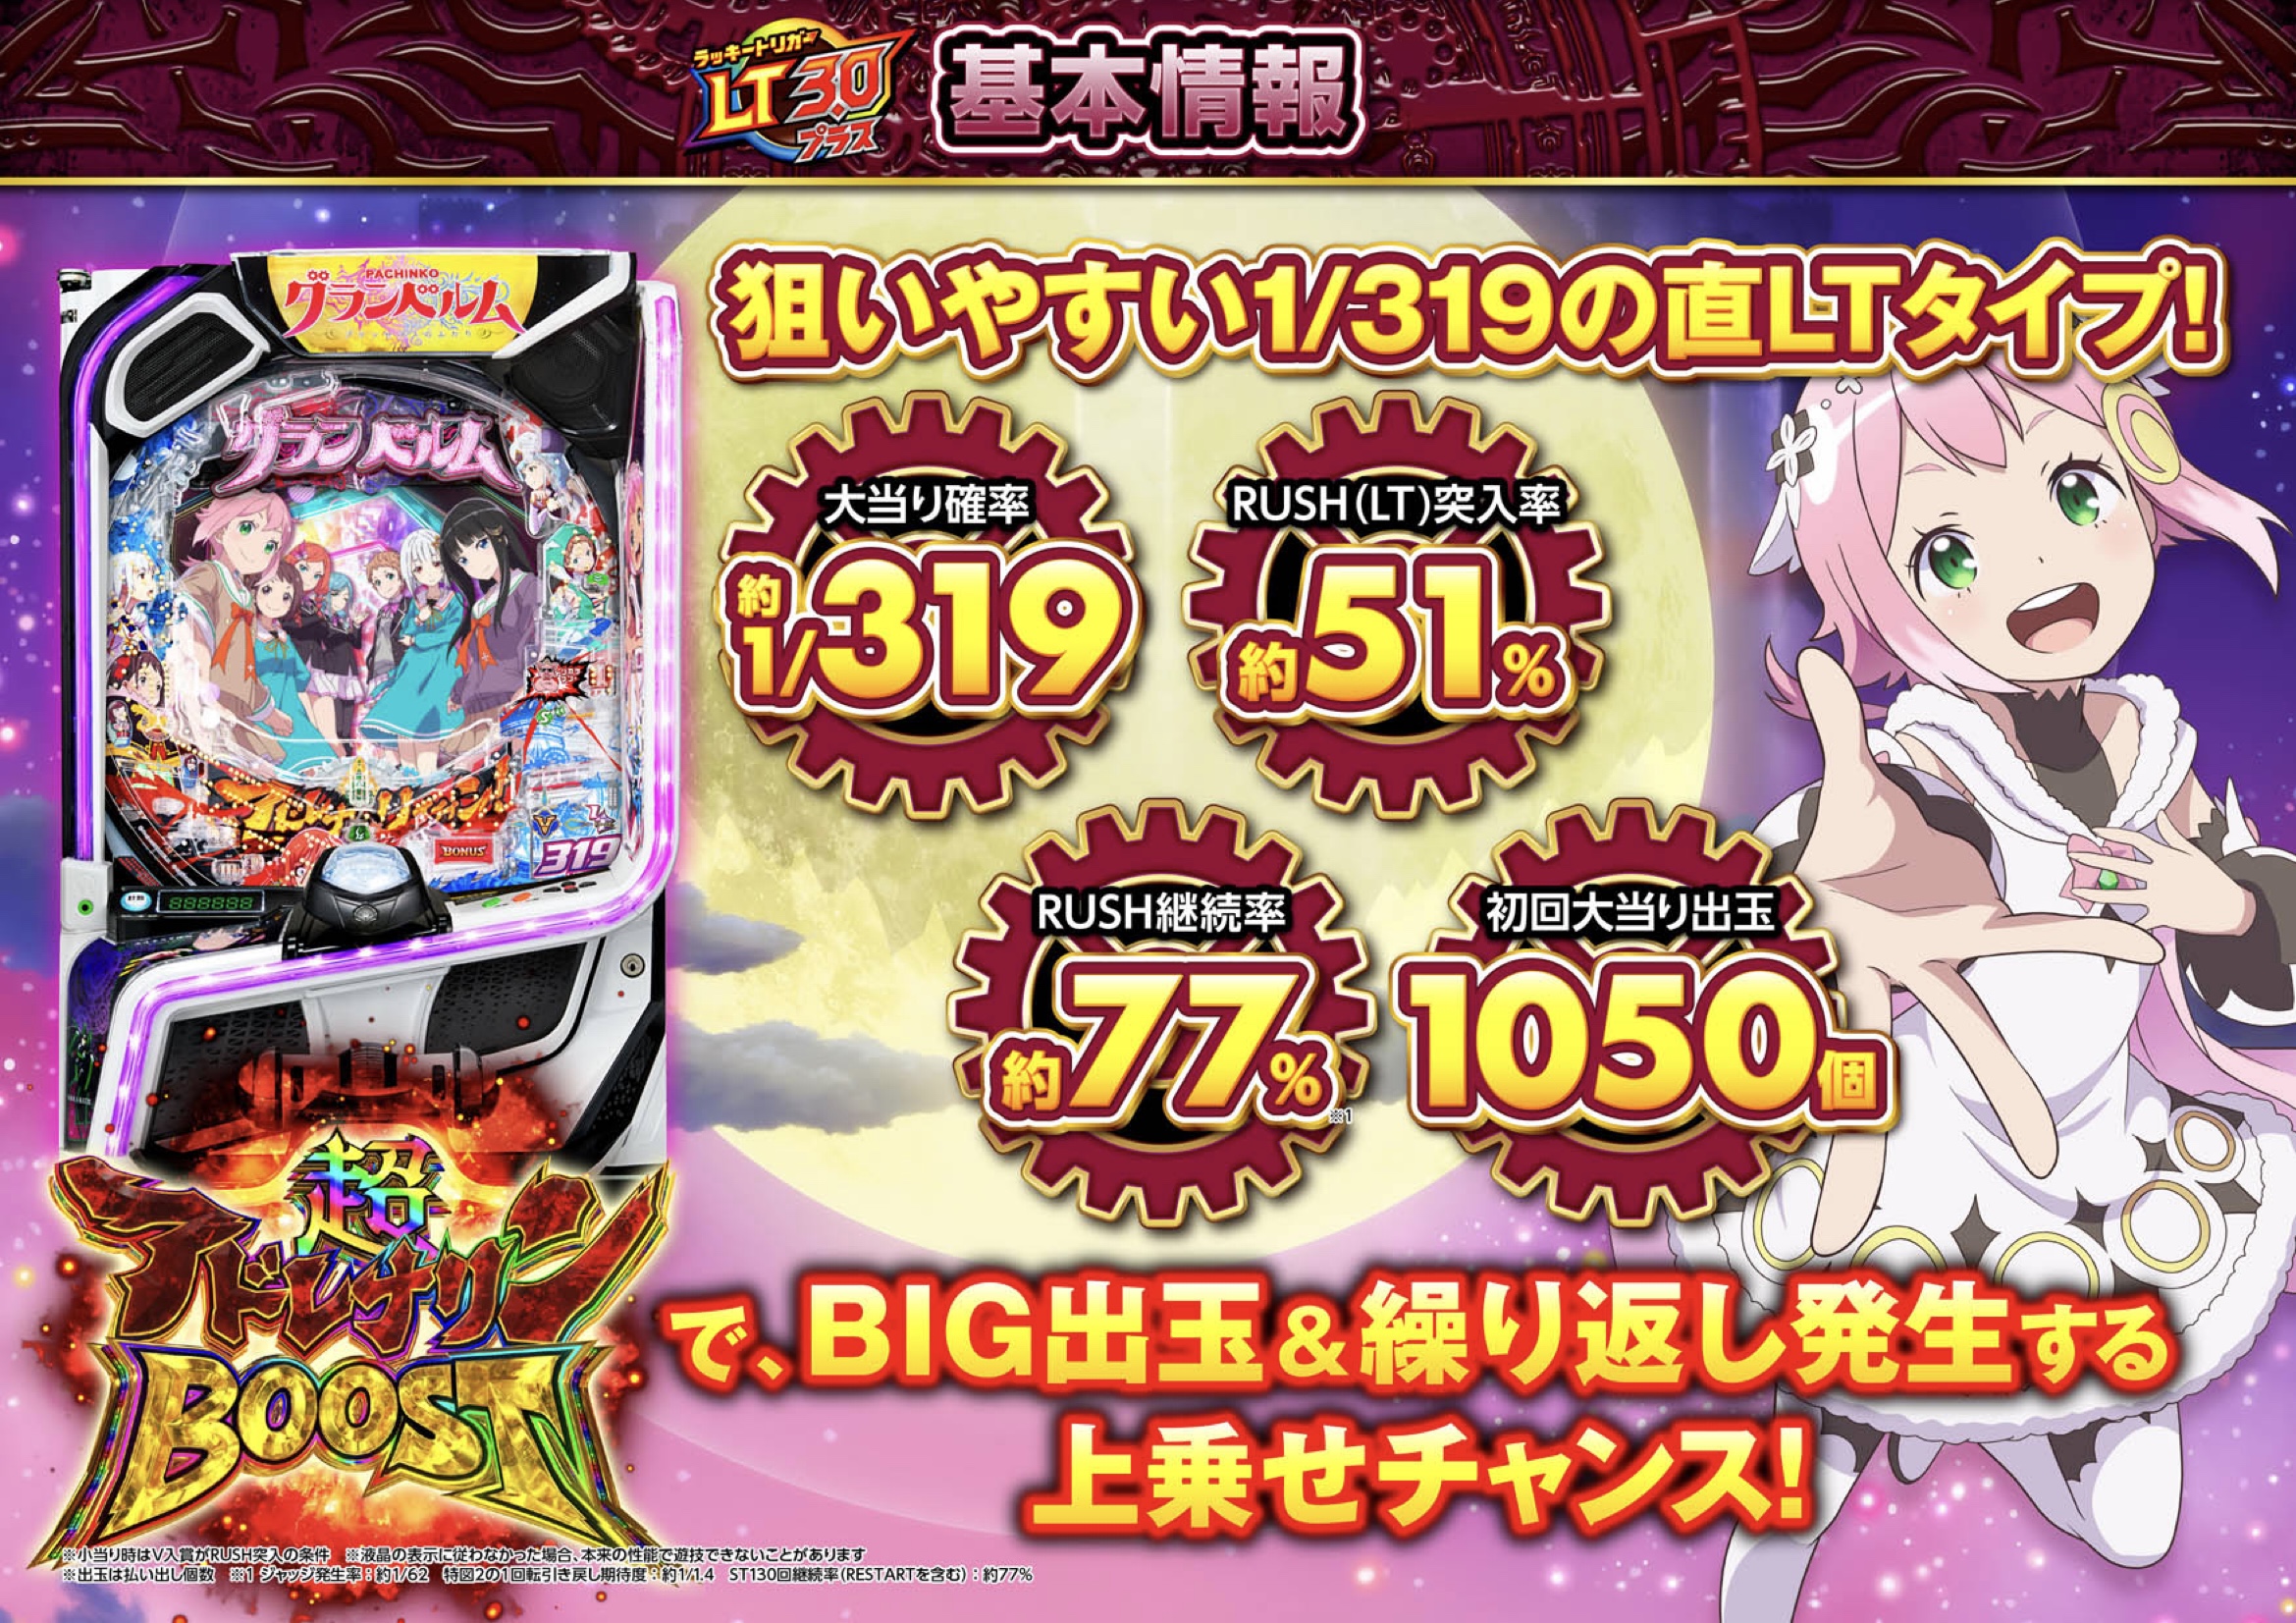 ラッキートリガー
LT 3.0
プラス
基本情報
狙いやすい1/319の直LTタイプ!
PACHINKO
グランベルム
グランベルム
BONUS
319
大当り確率
約1/319
RUSH(LT)突入率
約51%
RUSH継続率
約77%※1
初回大当り出玉
1050個
超
アドレナリン
BOOST
で、BIG出玉&繰り返し発生する
上乗せチャンス!
※小当り時はV入賞がRUSH突入の条件 ※液晶の表示に従わなかった場合、本来の性能で遊技できないことがあります
※出玉は払い出し個数 ※1 ジャッジ発生率:約1/62 特図2の1回転引き戻し期待度:約1/1.4 ST130回継続率(RESTARTを含む):約77%